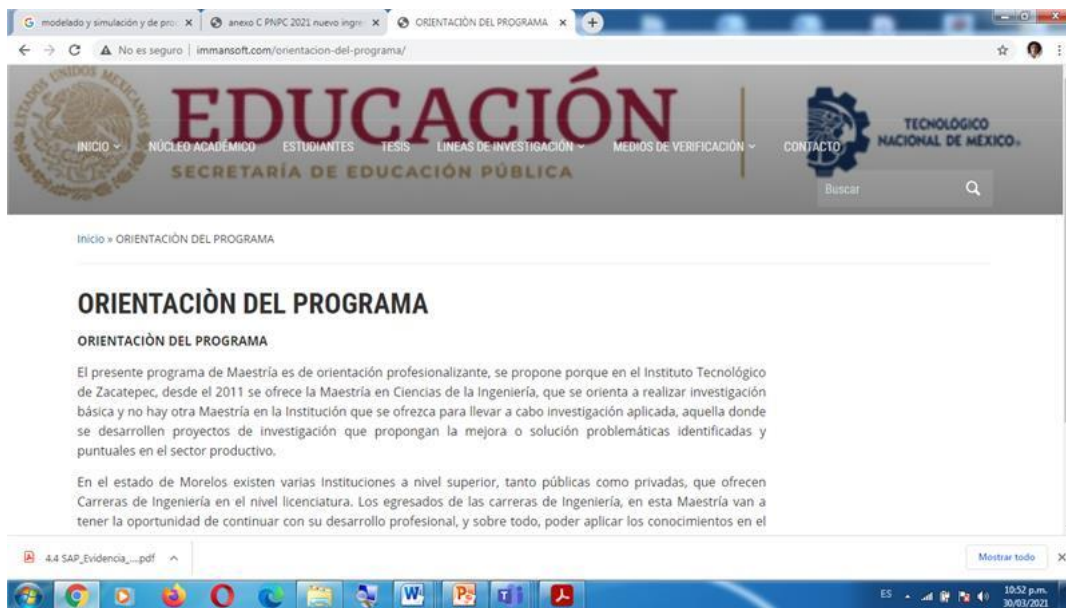 modelado y simulación y de pro
anexo C PNPC 2021 nuevo ingre
ORIENTACIÒN DEL PROGRAMA
No es seguro | immansoft.com/orientacion-del-programa/
ESTADOS UNIDOS MEXICANOS
EDUCACIÓN
SECRETARÍA DE EDUCACIÓN PÚBLICA
TECNOLÓGICO
NACIONAL DE MÉXICO
INICIO
NÚCLEO ACADÉMICO
ESTUDIANTES
TESIS
LINEAS DE INVESTIGACIÓN
MEDIOS DE VERIFICACIÓN
CONTACTO
Buscar
Inicio » ORIENTACIÒN DEL PROGRAMA
ORIENTACIÒN DEL PROGRAMA
ORIENTACIÒN DEL PROGRAMA
El presente programa de Maestría es de orientación profesionalizante, se propone porque en el Instituto Tecnológico
de Zacatepec, desde el 2011 se ofrece la Maestría en Ciencias de la Ingeniería, que se orienta a realizar investigación
básica y no hay otra Maestría en la Institución que se ofrezca para llevar a cabo investigación aplicada, aquella donde
se desarrollen proyectos de investigación que propongan la mejora o solución problemáticas identificadas y
puntuales en el sector productivo.
En el estado de Morelos existen varias Instituciones a nivel superior, tanto públicas como privadas, que ofrecen
Carreras de Ingeniería en el nivel licenciatura. Los egresados de las carreras de Ingeniería, en esta Maestría van a
tener la oportunidad de continuar con su desarrollo profesional, y sobre todo, poder aplicar los conocimientos en el
4.4 SAP_Evidencia_....pdf
Mostrar todo
ES
10:52 p.m.
30/03/2021